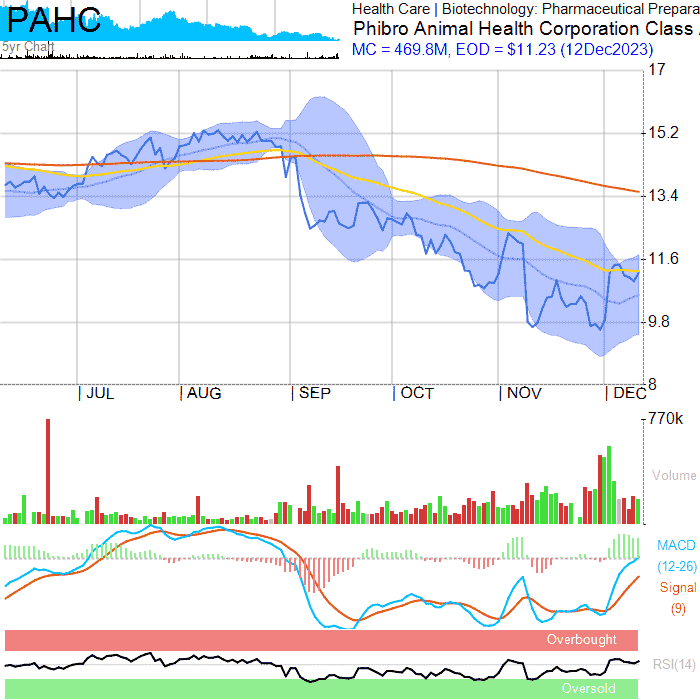 PAHC
5yr Chart
Health Care | Biotechnology: Pharmaceutical Prepara
Phibro Animal Health Corporation Class
MC = 469.8M, EOD = $11.23 (12Dec2023)
17
15.2
13.4
11.6
9.8
8
| JUL | AUG | SEP | OCT | NOV | DEC
770k
Volume
MACD
(12-26)
Signal
(9)
Overbought
RSI(14)
Oversold